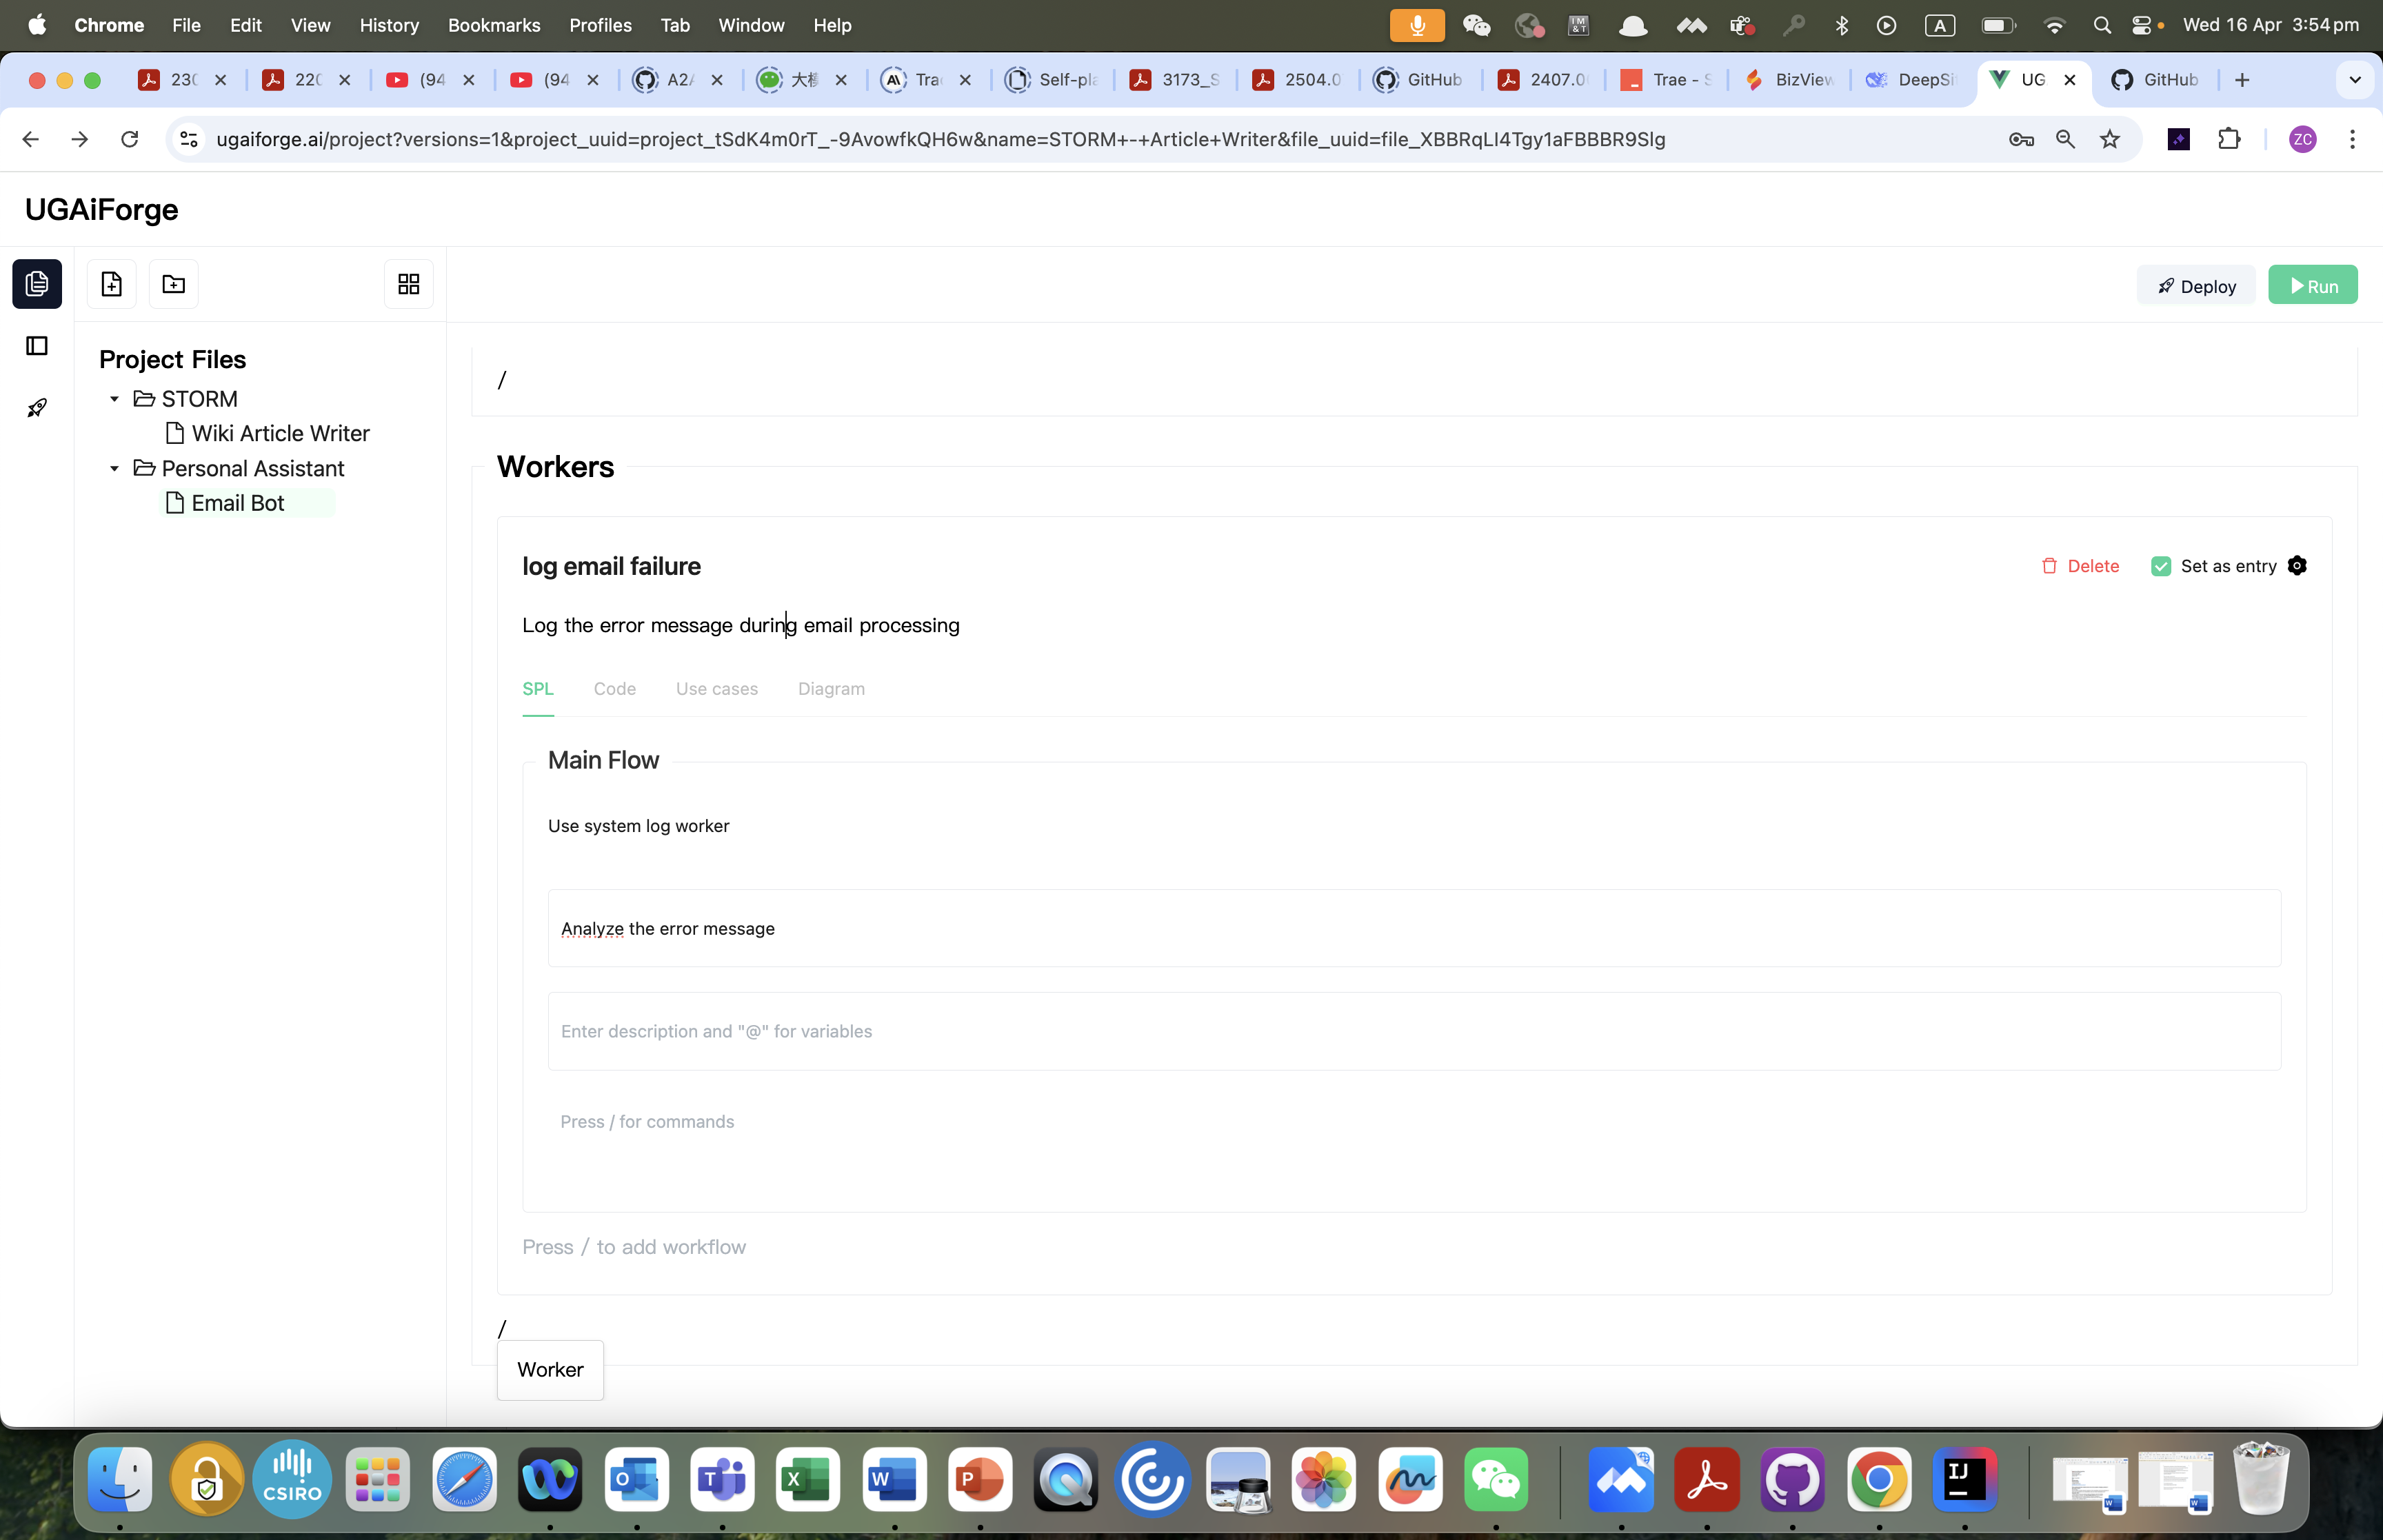 Chrome File Edit View History Bookmarks Profiles Tab Window Help
A Wed 16 Apr 3:54 pm
230 220 (94 (94 A2A 大模 Trae Self-pla 3173_S 2504.0 GitHub 2407.0 Trae - S BizView DeepSi UG GitHub
ugaiforge.ai/project?versions=1&project_uuid=project_tSdK4m0rT_-9AvowfkQH6w&name=STORM+-+Article+Writer&file_uuid=file_XBBRqLI4Tgy1aFBBBR9Slg
ZC
UGAiForge
Deploy Run
Project Files
STORM
Wiki Article Writer
Personal Assistant
Email Bot
/
Workers
log email failure
Delete Set as entry
Log the error message during email processing
SPL Code Use cases Diagram
Main Flow
Use system log worker
Analyze the error message
Enter description and "@" for variables
Press / for commands
Press / to add workflow
/
Worker
CSIRO